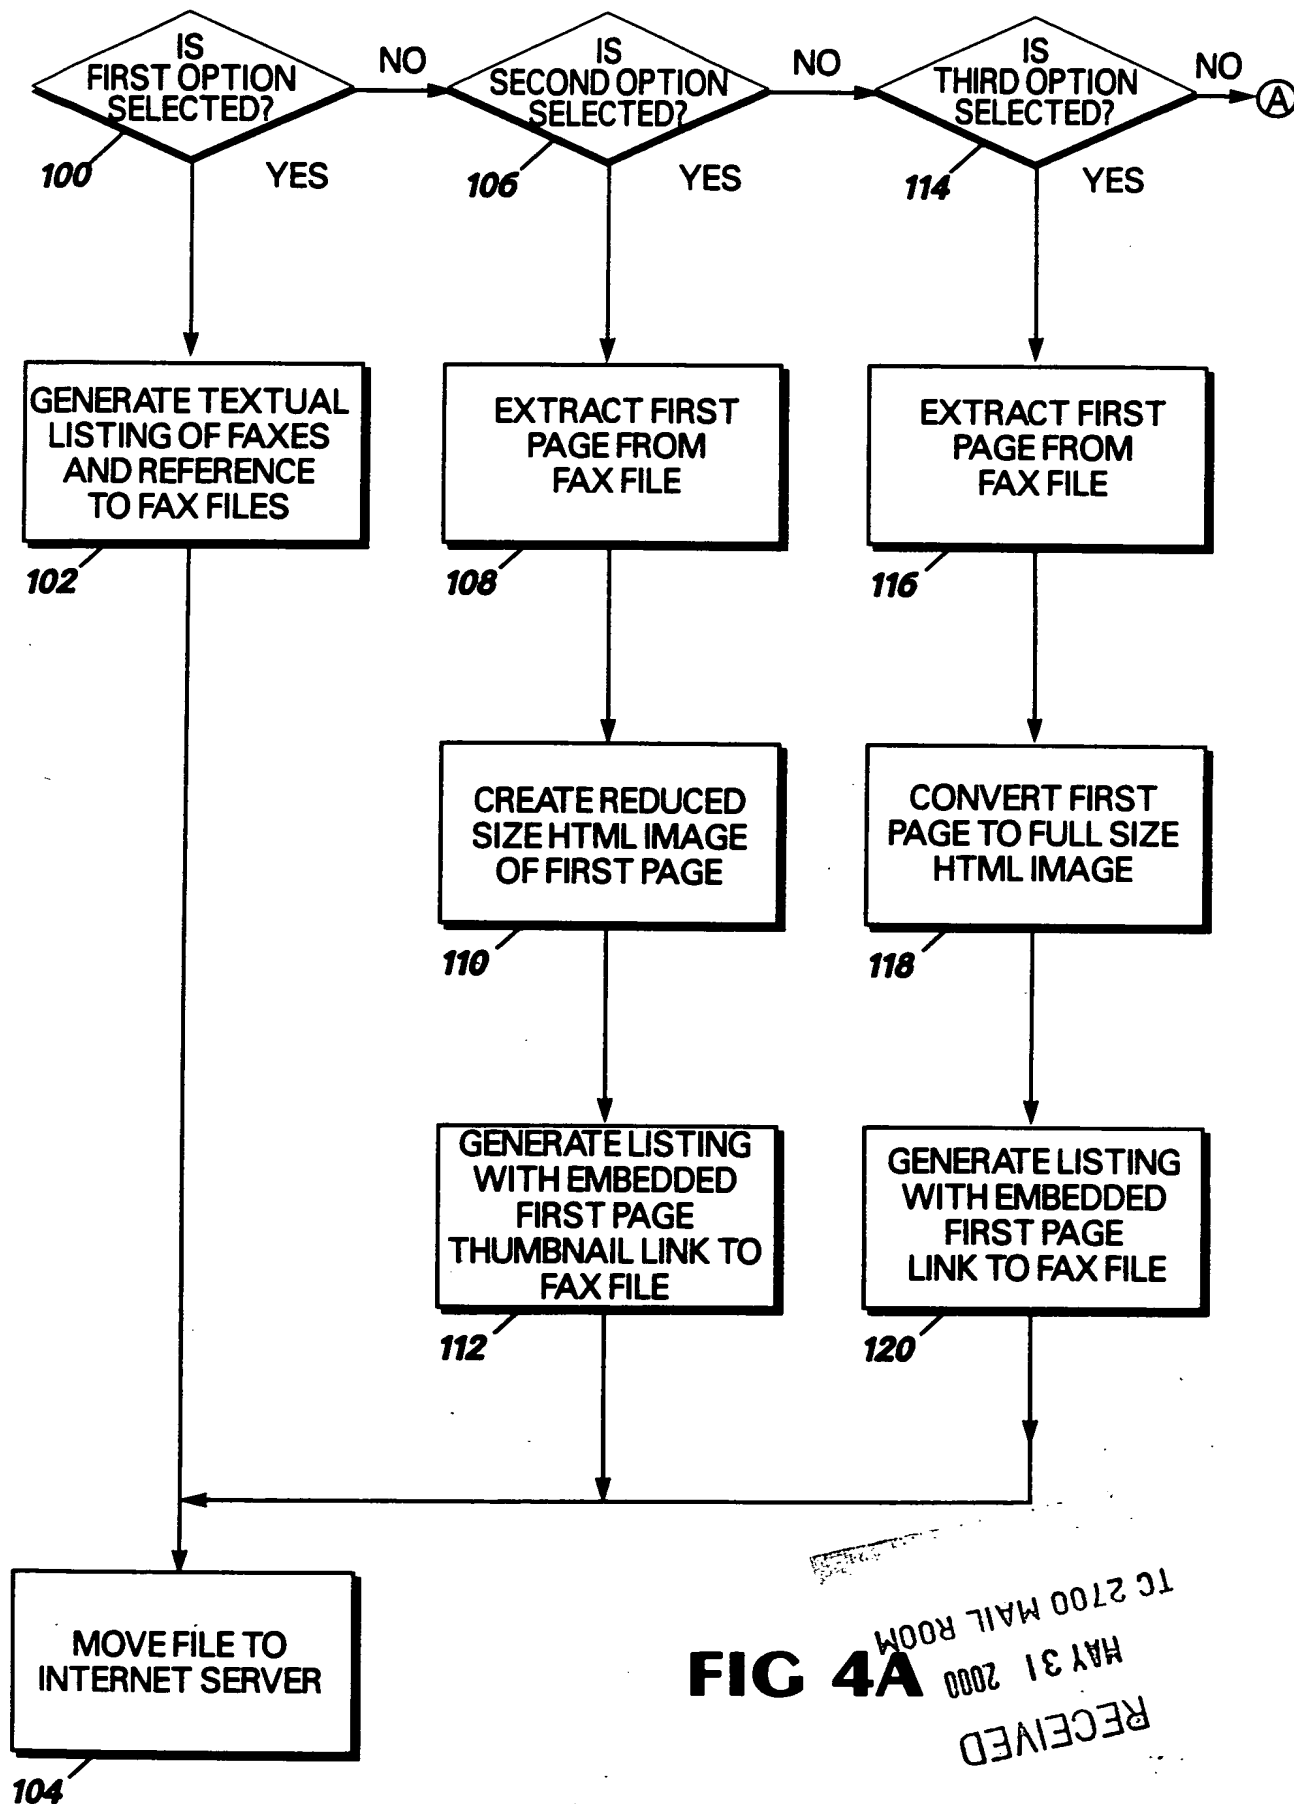 IS
FIRST OPTION
SELECTED?
NO
100
YES
IS
SECOND OPTION
SELECTED?
NO
106
YES
IS
THIRD OPTION
SELECTED?
NO
A
114
YES
GENERATE TEXTUAL
LISTING OF FAXES
AND REFERENCE
TO FAX FILES
102
EXTRACT FIRST
PAGE FROM
FAX FILE
108
EXTRACT FIRST
PAGE FROM
FAX FILE
116
CREATE REDUCED
SIZE HTML IMAGE
OF FIRST PAGE
110
CONVERT FIRST
PAGE TO FULL SIZE
HTML IMAGE
118
GENERATE LISTING
WITH EMBEDDED
FIRST PAGE
THUMBNAIL LINK TO
FAX FILE
112
GENERATE LISTING
WITH EMBEDDED
FIRST PAGE
LINK TO FAX FILE
120
MOVE FILE TO
INTERNET SERVER
104
FIG 4A
RECEIVED
MAY 31 2000
TC 2700 MAIL ROOM